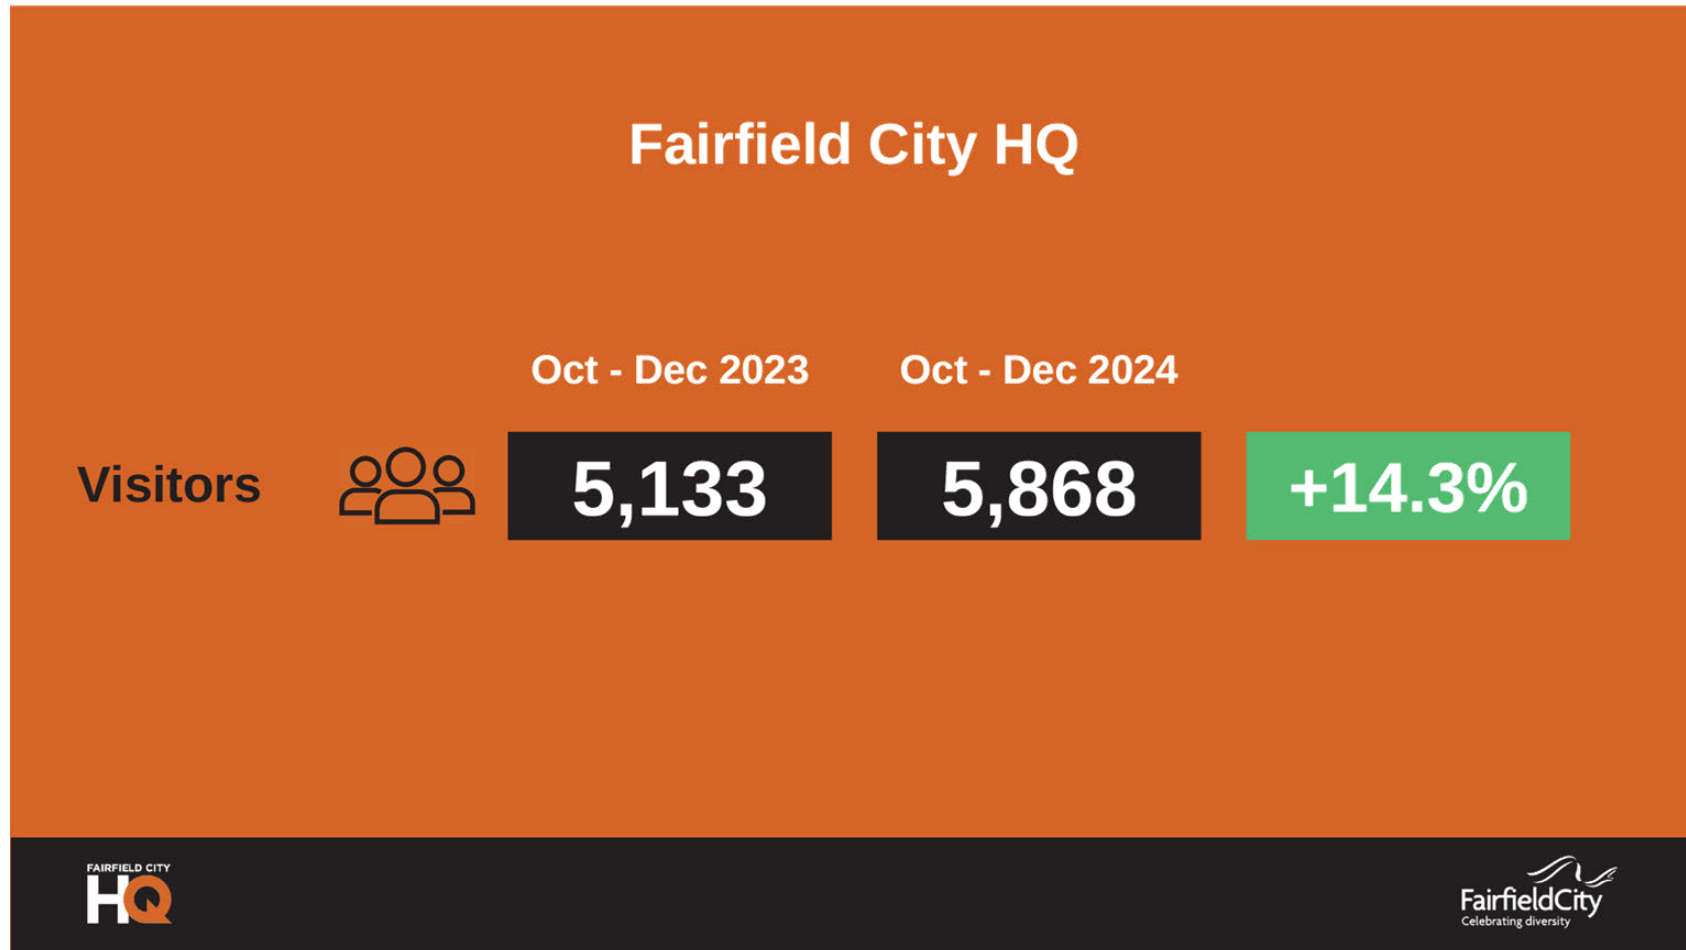 Fairfield City HQ
Oct - Dec 2023 Oct - Dec 2024
Visitors 5,133 5,868 +14.3%
FAIRFIELD CITY
HQ
FairfieldCity
Celebrating diversity